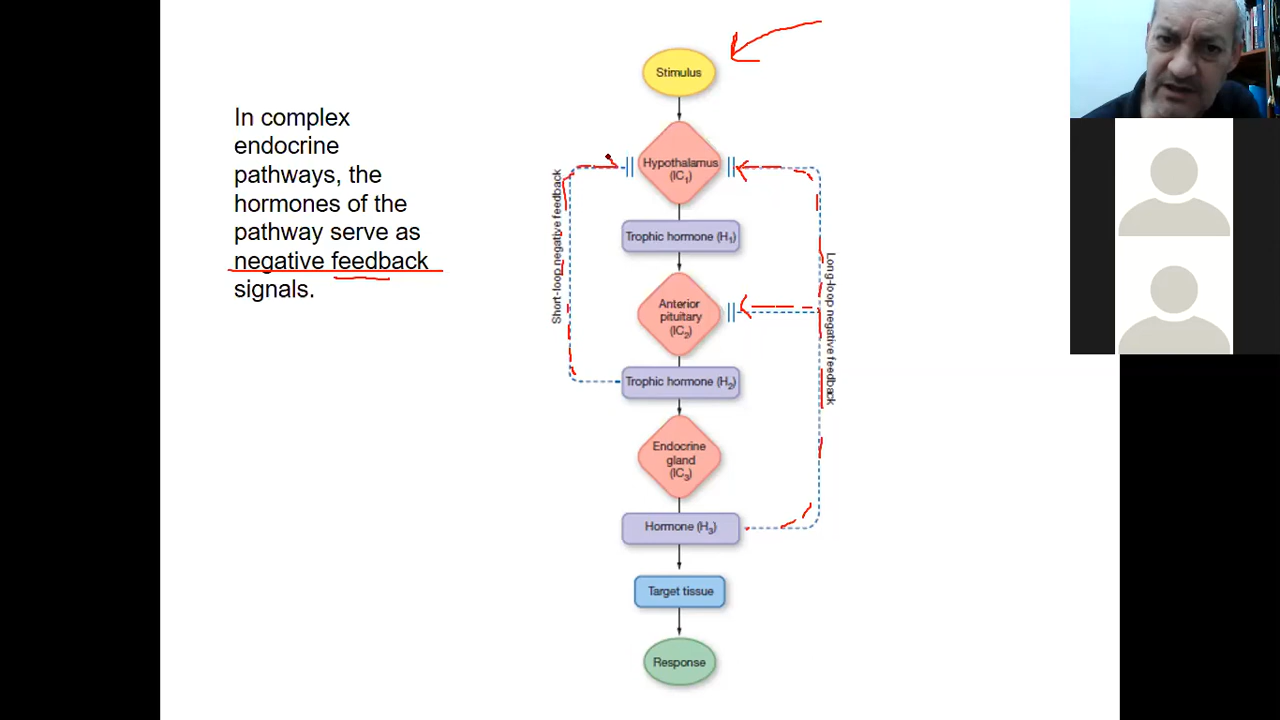 In complex
endocrine
pathways, the
hormones of the
pathway serve as
negative feedback
signals.
Stimulus
Hypothalamus
(IC₁)
Trophic hormone (H₁)
Anterior
pituitary
(IC₂)
Trophic hormone (H₂)
Endocrine
gland
(IC₃)
Hormone (H₃)
Target tissue
Response
Short-loop negative feedback
Long-loop negative feedback